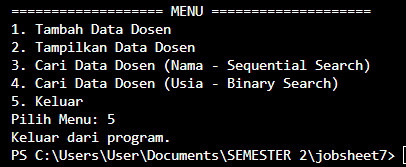 =================== MENU ====================
1. Tambah Data Dosen
2. Tampilkan Data Dosen
3. Cari Data Dosen (Nama - Sequential Search)
4. Cari Data Dosen (Usia - Binary Search)
5. Keluar
Pilih Menu: 5
Keluar dari program.
PS C:\Users\User\Documents\SEMESTER 2\jobsheet7>